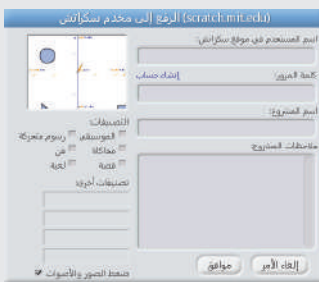 الرفع إلى مخدم سكراتش (scratch.mit.edu)
اسم المستخدم في موقع سكراتش:
كلمة المرور:
إنشاء حساب
اسم المشروع:
ملاحظات المشروع
التصنيفات:
الموسيقى
رسوم متحركة
محاكاة
فن
قصة
لعبة
تصنيفات أخرى:
ضغط الصور والأصوات
إلغاء الأمر
موافق